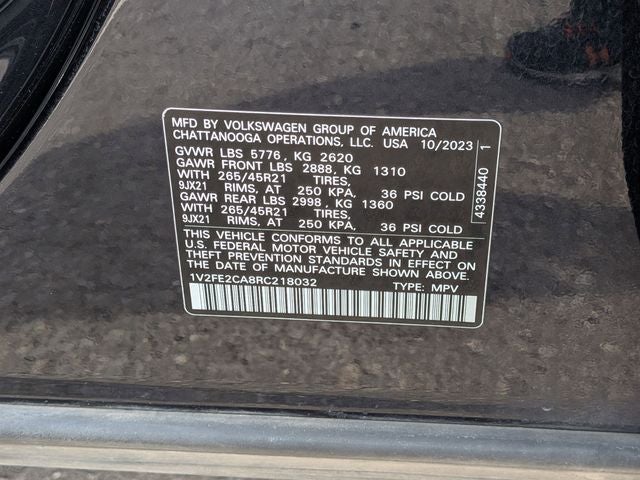 MFD BY VOLKSWAGEN GROUP OF AMERICA
CHATTANOOGA OPERATIONS, LLC. USA 10/2023
GVWR LBS 5776, KG 2620
GAWR FRONT LBS 2888, KG 1310
WITH 265/45R21 TIRES,
9JX21 RIMS, AT 250 KPA, 36 PSI COLD
GAWR REAR LBS 2998, KG 1360
WITH 265/45R21 TIRES,
9JX21 RIMS, AT 250 KPA, 36 PSI COLD
THIS VEHICLE CONFORMS TO ALL APPLICABLE
U.S. FEDERAL MOTOR VEHICLE SAFETY AND
THEFT PREVENTION STANDARDS IN EFFECT ON
THE DATE OF MANUFACTURE SHOWN ABOVE.
1V2FE2CA8RC218032 TYPE: MPV
4338440 1